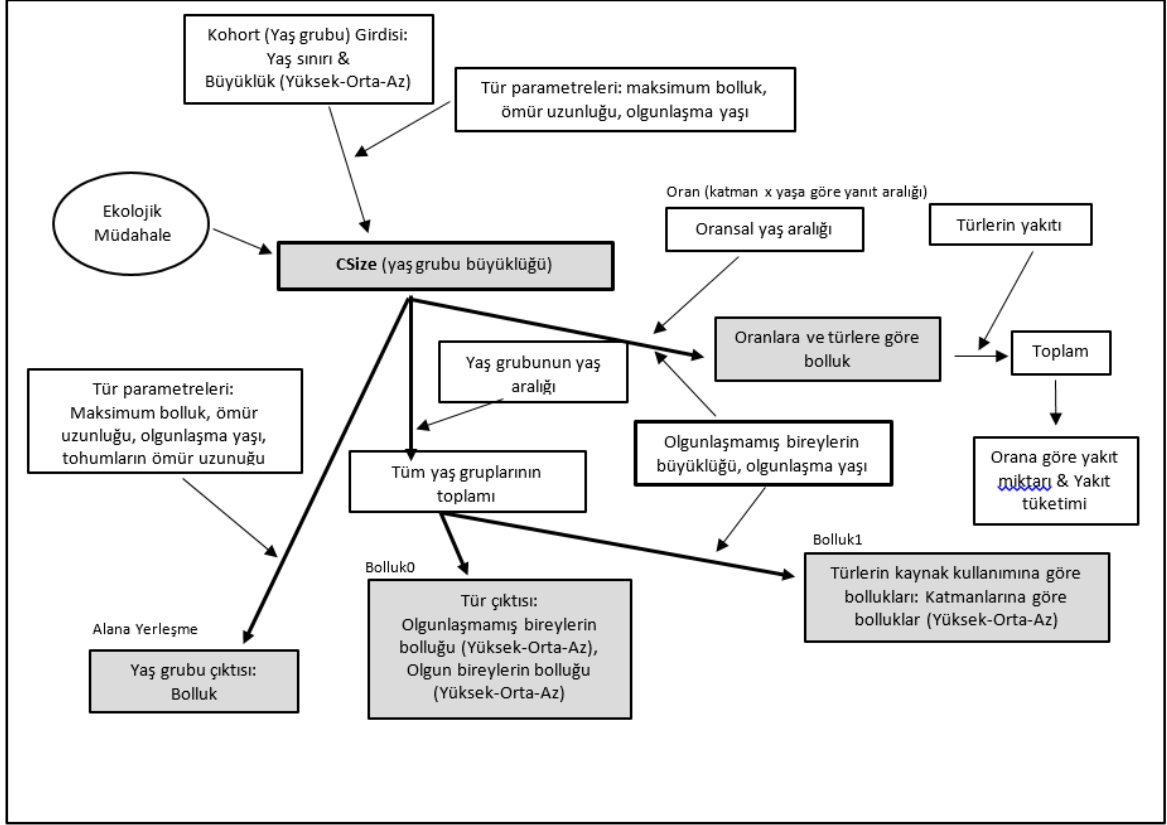 Kohort (Yaş grubu) Girdisi:
Yaş sınırı &
Büyüklük (Yüksek-Orta-Az)
Tür parametreleri: maksimum bolluk,
ömür uzunluğu, olgunlaşma yaşı
Ekolojik
Müdahale
Oran (katman x yaşa göre yanıt aralığı)
Oransal yaş aralığı
Türlerin yakıtı
CSize (yaş grubu büyüklüğü)
Oranlara ve türlere göre
bolluk
Toplam
Yaş grubunun yaş
aralığı
Tür parametreleri:
Maksimum bolluk, ömür
uzunluğu, olgunlaşma yaşı,
tohumların ömür uzunuğu
Olgunlaşmamış bireylerin
büyüklüğü, olgunlaşma yaşı
Orana göre yakıt
miktarı & Yakıt
tüketimi
Tüm yaş gruplarının
toplamı
Bolluk1
Türlerin kaynak kullanımına göre
bollukları: Katmanlarına göre
bolluklar (Yüksek-Orta-Az)
Bolluk0
Tür çıktısı:
Olgunlaşmamış bireylerin
bolluğu (Yüksek-Orta-Az),
Olgun bireylerin bolluğu
(Yüksek-Orta-Az)
Alana Yerleşme
Yaş grubu çıktısı:
Bolluk